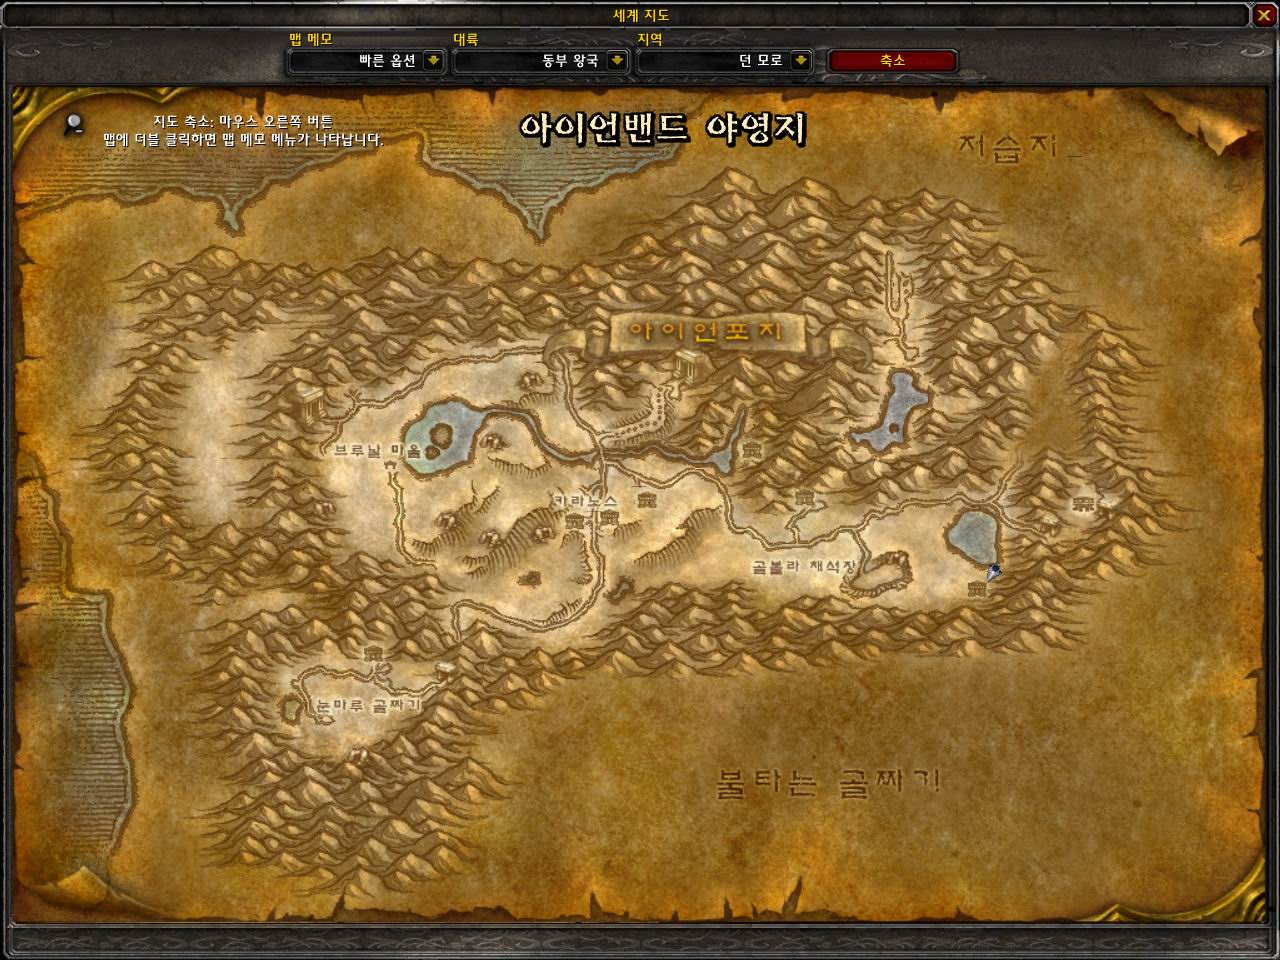 세계 지도
맵 메모
대륙
지역
빠른 옵션
동부 왕국
던 모로
축소
지도 축소: 마우스 오른쪽 버튼
맵에 더블 클릭하면 맵 메모 메뉴가 나타납니다.
아이언밴드 야영지
저습지
아이언포지
브루날 마을
카라노스
골볼라 채석장
눈마루 골짜기
불타는 골짜기